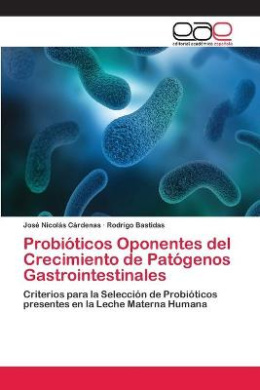 eae
editorial académica española
José Nicolás Cárdenas · Rodrigo Bastidas
Probióticos Oponentes del
Crecimiento de Patógenos
Gastrointestinales
Criterios para la Selección de Probióticos
presentes en la Leche Materna Humana